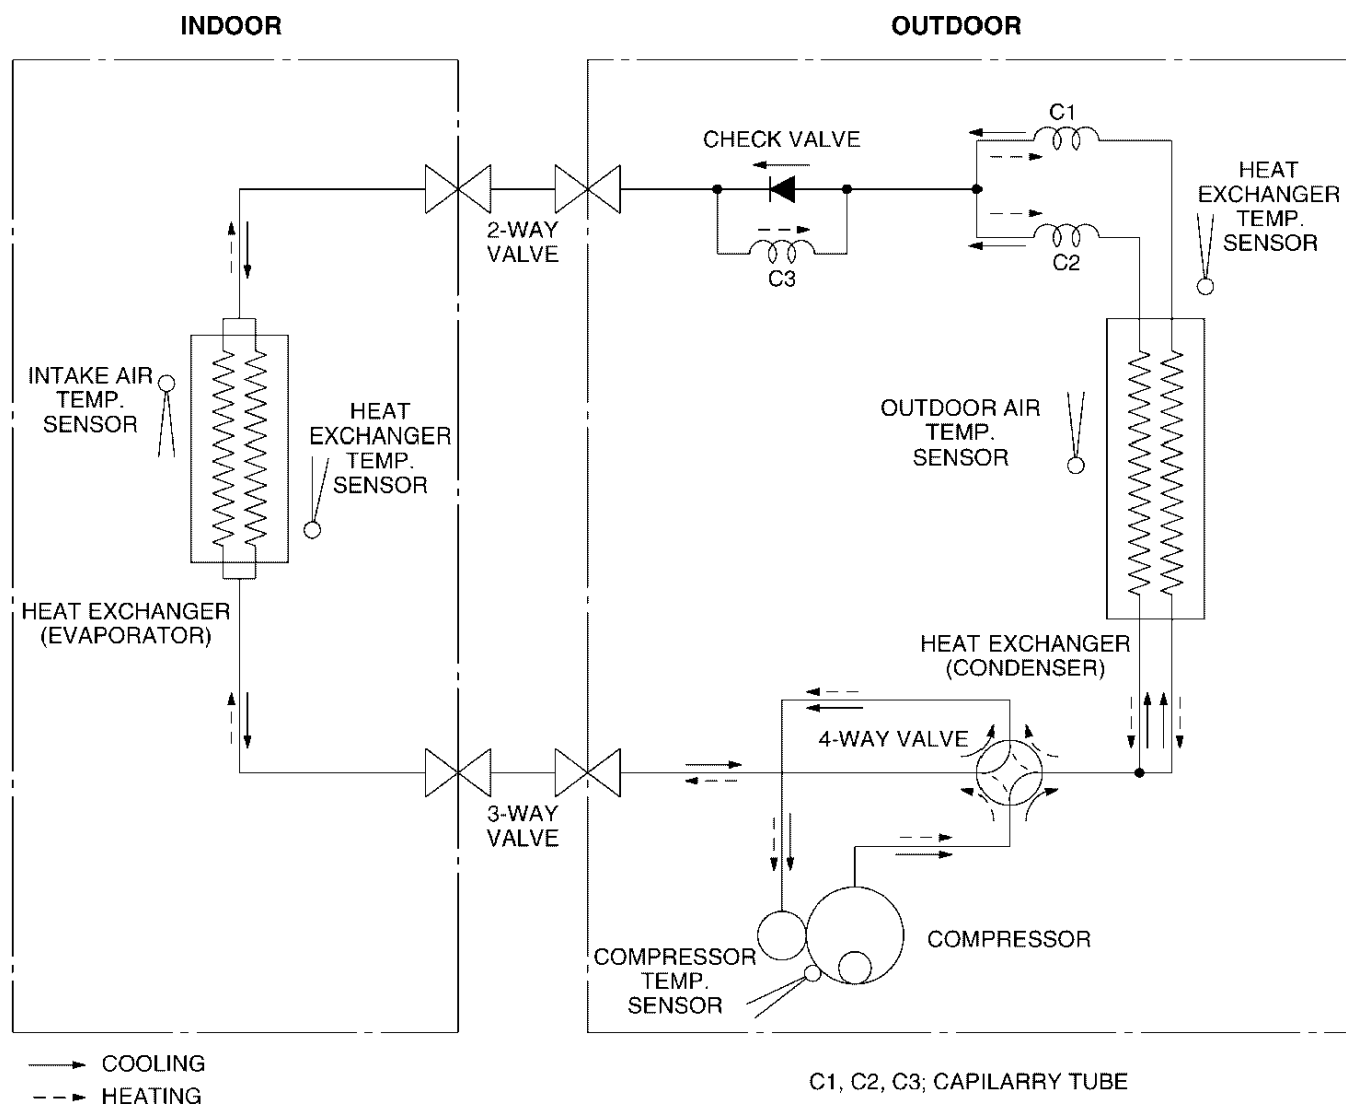 INDOOR
OUTDOOR
C1
CHECK VALVE
HEAT
EXCHANGER
TEMP.
SENSOR
2-WAY
VALVE
C3
C2
INTAKE AIR
TEMP.
SENSOR
HEAT
EXCHANGER
TEMP.
SENSOR
OUTDOOR AIR
TEMP.
SENSOR
HEAT EXCHANGER
(EVAPORATOR)
HEAT EXCHANGER
(CONDENSER)
4-WAY VALVE
3-WAY
VALVE
COMPRESSOR
COMPRESSOR
TEMP.
SENSOR
COOLING
HEATING
C1, C2, C3; CAPILARRY TUBE